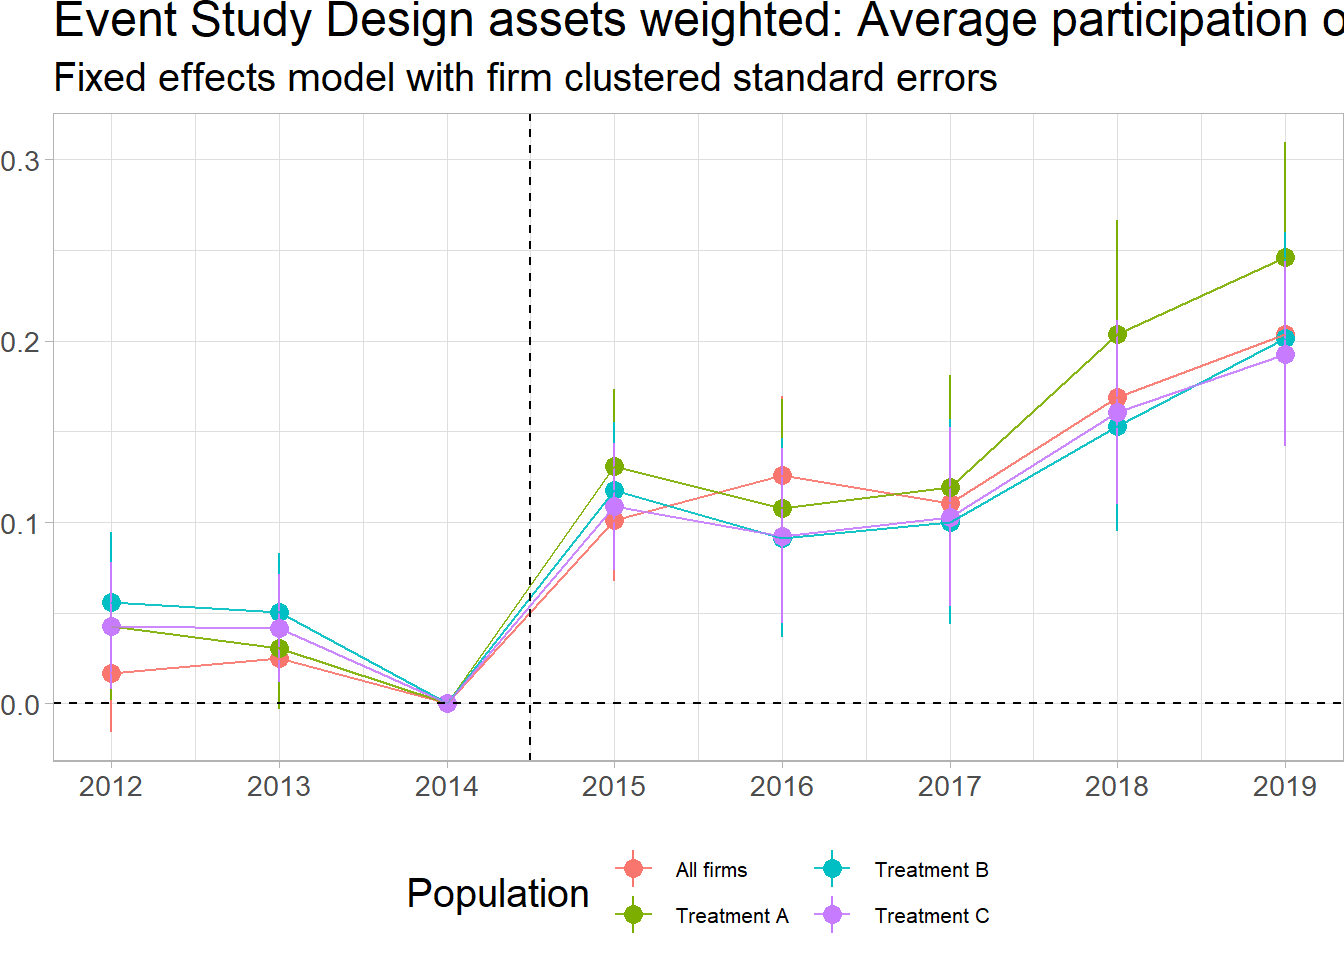 Event Study Design assets weighted: Average participation
Fixed effects model with firm clustered standard errors
0.3
0.2
0.1
0.0
2012 2013 2014 2015 2016 2017 2018 2019
Population
All firms Treatment B
Treatment A Treatment C